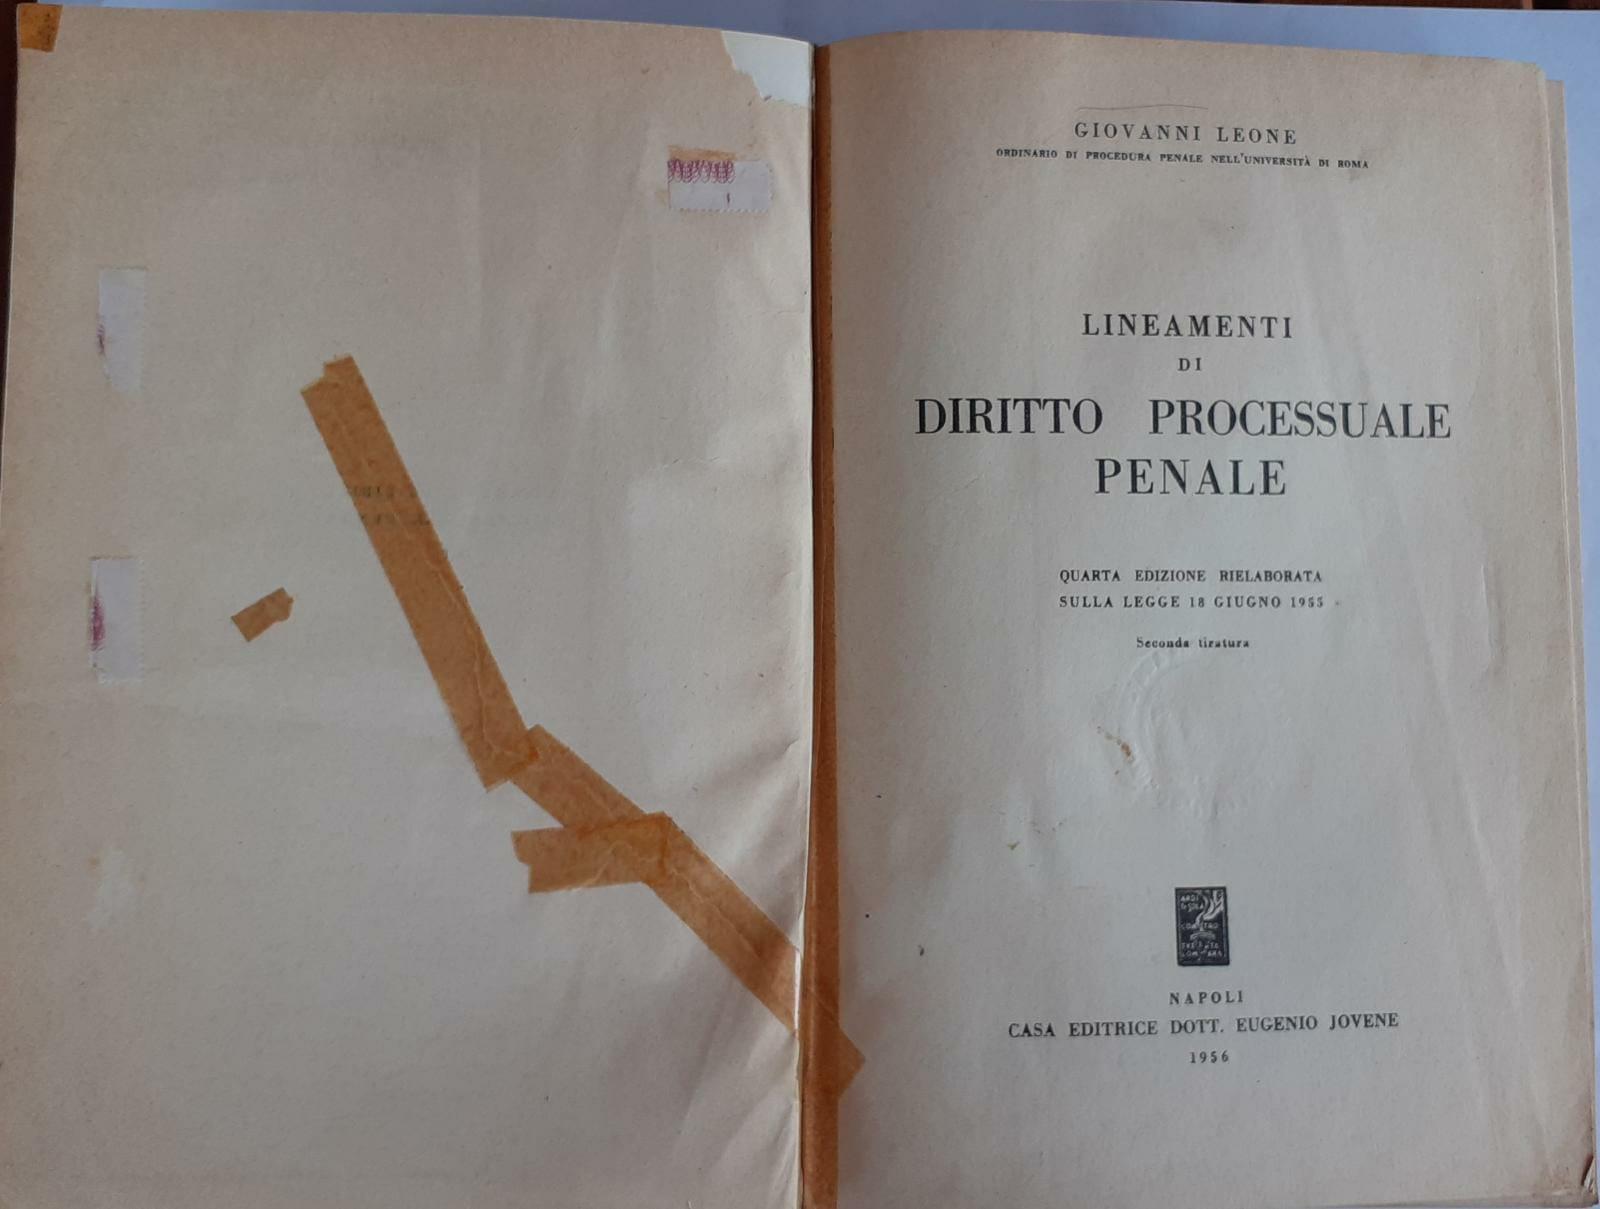 GIOVANNI LEONE
ORDINARIO DI PROCEDURA PENALE NELL'UNIVERSITÀ DI ROMA
LINEAMENTI
DI
DIRITTO PROCESSUALE
PENALE
QUARTA EDIZIONE RIELABORATA
SULLA LEGGE 18 GIUGNO 1955
Seconda tiratura
NAPOLI
CASA EDITRICE DOTT. EUGENIO JOVENE
1956